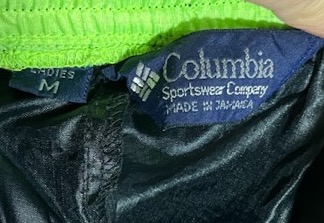 LADIES
M
Columbia
Sportswear Company
MADE IN JAMAICA